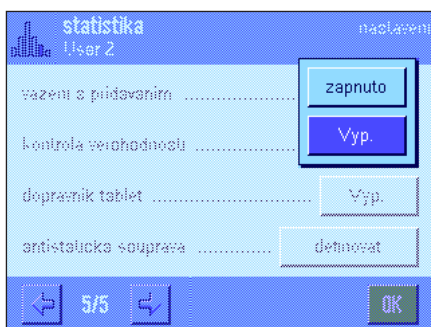 statistika nastavení
User 2
vážení s přidáváním ....................
zapnuto
Vyp.
kontrola věrohodnosti ....................
dopravník tablet .......................... Vyp.
antistatická souprava .............. definovat
5/5 OK